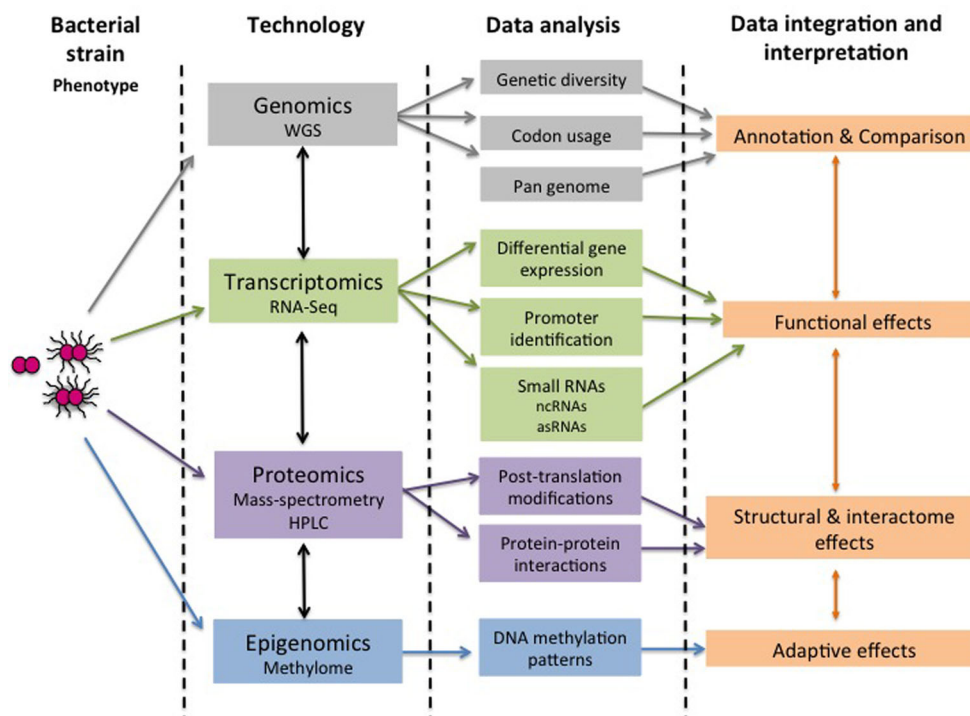 Bacterial
strain
Phenotype
Technology
Data analysis
Data integration and
interpretation
Genomics
WGS
Genetic diversity
Codon usage
Pan genome
Annotation & Comparison
Transcriptomics
RNA-Seq
Differential gene
expression
Promoter
identification
Small RNAs
ncRNAs
asRNAs
Functional effects
Proteomics
Mass-spectrometry
HPLC
Post-translation
modifications
Protein-protein
interactions
Structural & interactome
effects
Epigenomics
Methylome
DNA methylation
patterns
Adaptive effects